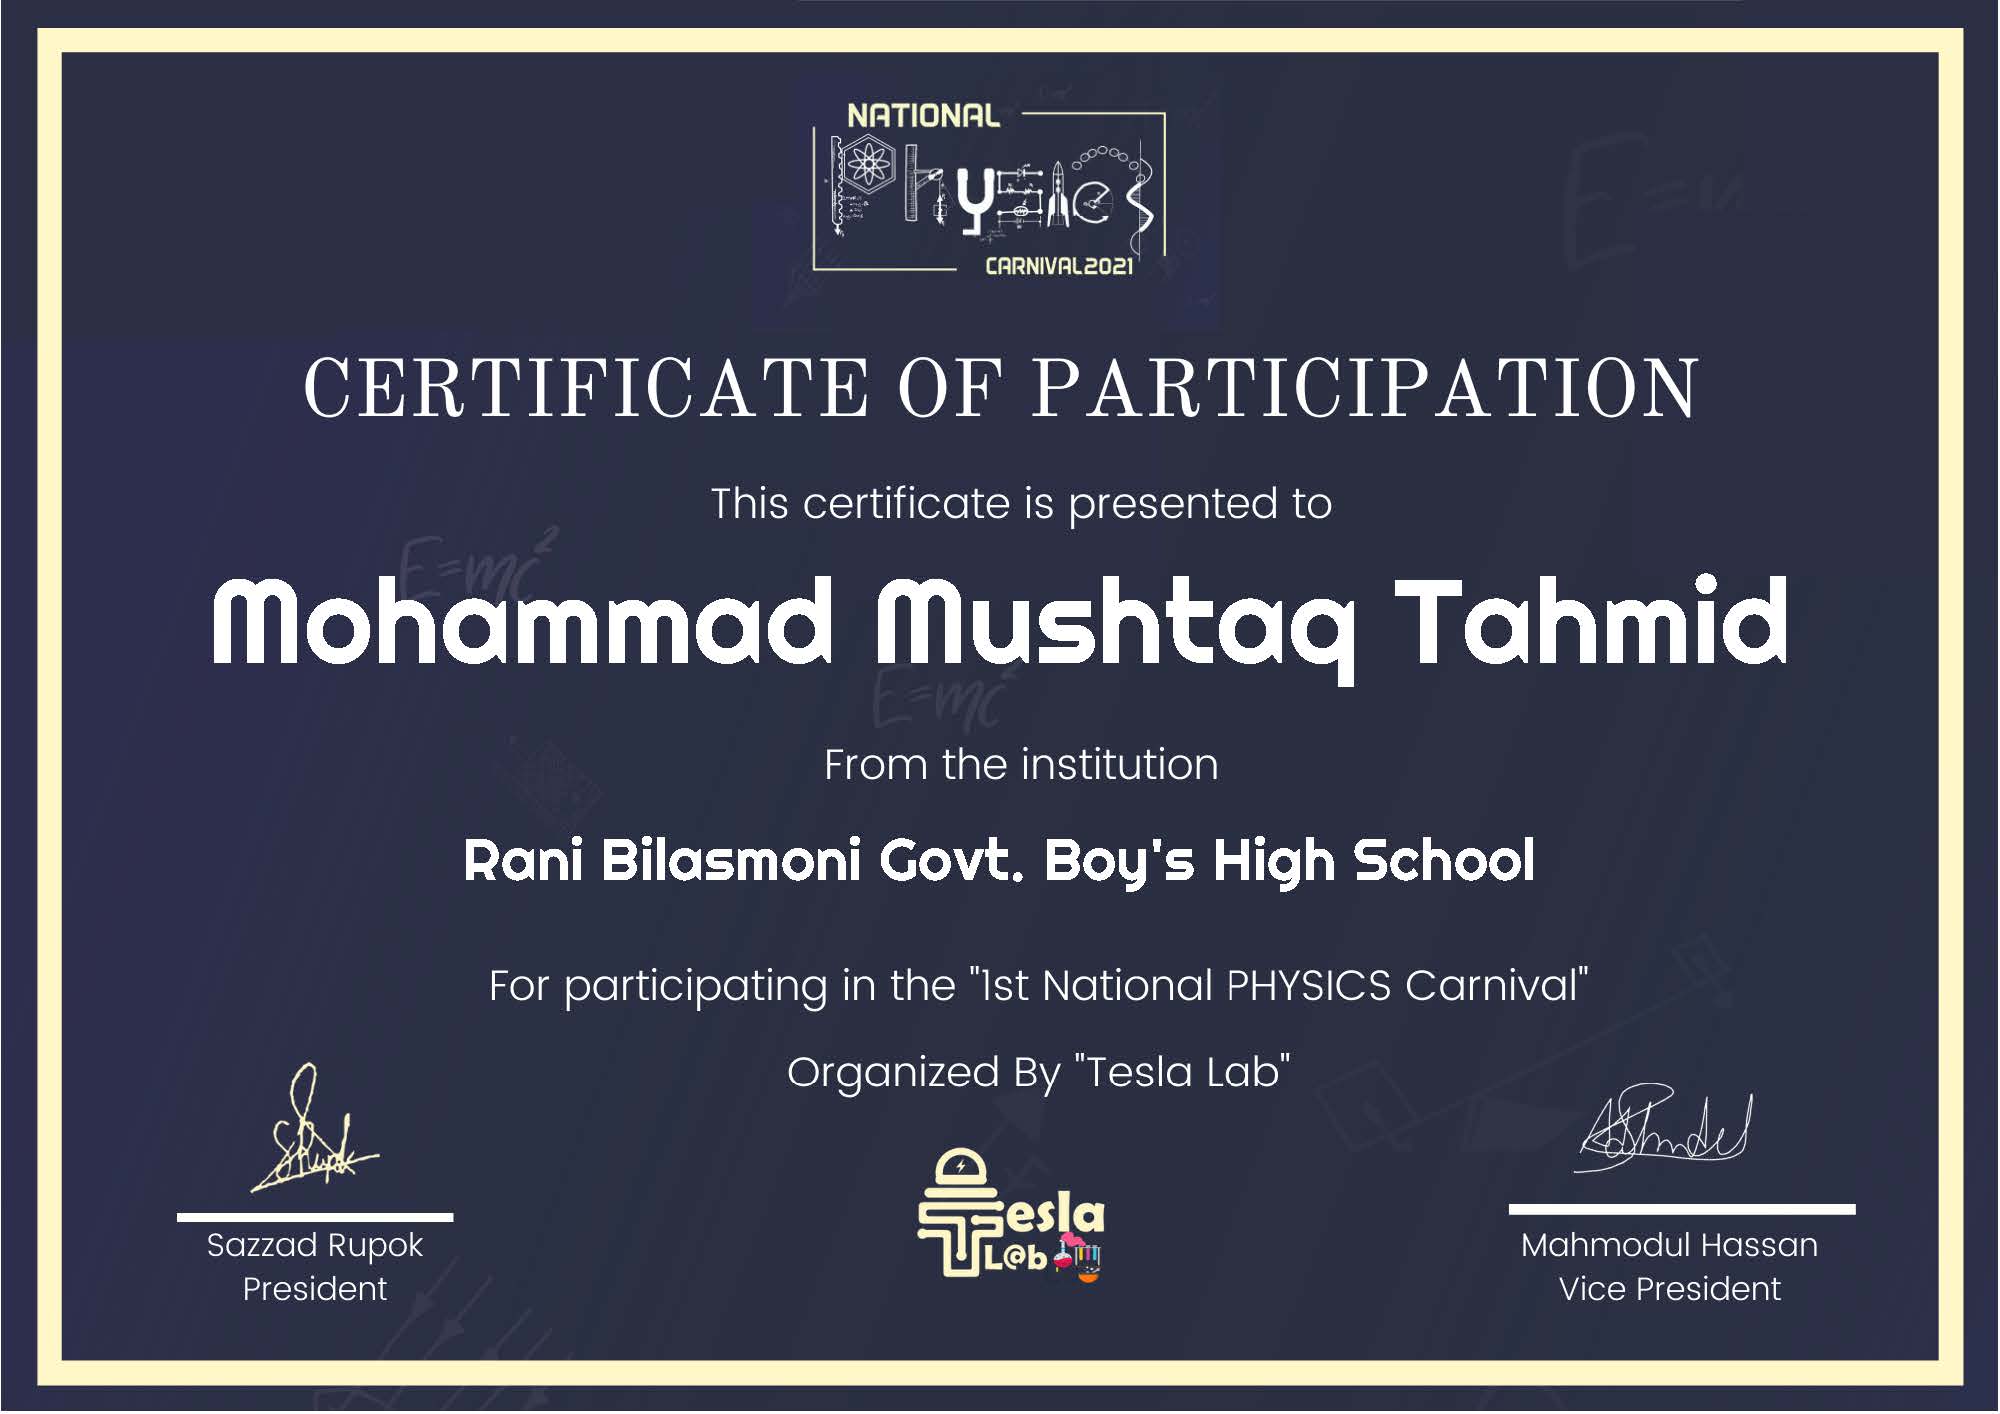 NATIONAL
Physics
CARNIVAL2021
CERTIFICATE OF PARTICIPATION
This certificate is presented to
E=mc²
Mohammad Mushtaq Tahmid
E=mc²
From the institution
Rani Bilasmoni Govt. Boy's High School
For participating in the "1st National PHYSICS Carnival"
Organized By "Tesla Lab"
Tesla
L@b
Sazzad Rupok
President
Mahmodul Hassan
Vice President